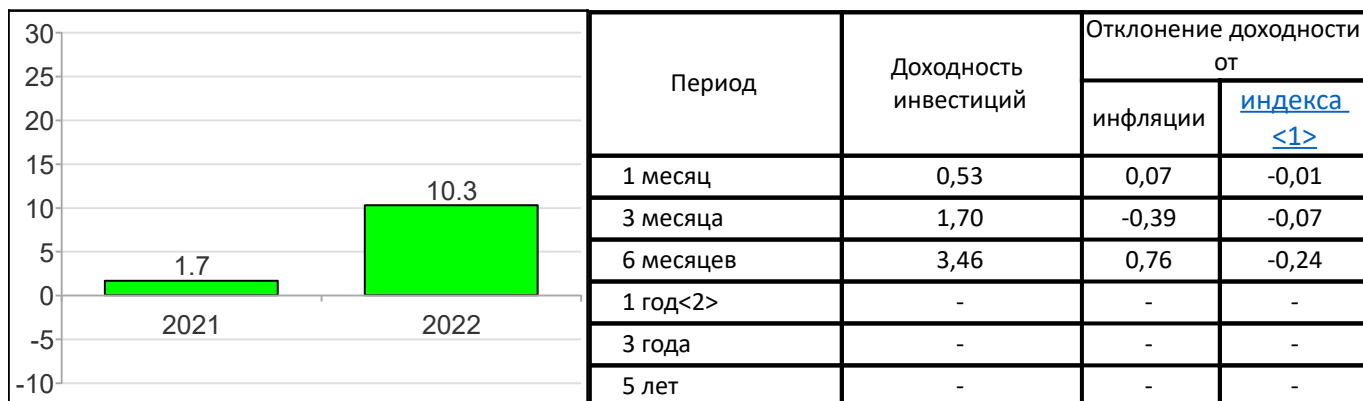 30
25
20
15
10
5
0
-5
-10
1.7
10.3
2021
2022
Период
Доходность
инвестиций
Отклонение доходности
от
инфляции
индекса
<1>
1 месяц 0,53 0,07 -0,01
3 месяца 1,70 -0,39 -0,07
6 месяцев 3,46 0,76 -0,24
1 год<2> - - -
3 года - - -
5 лет - - -